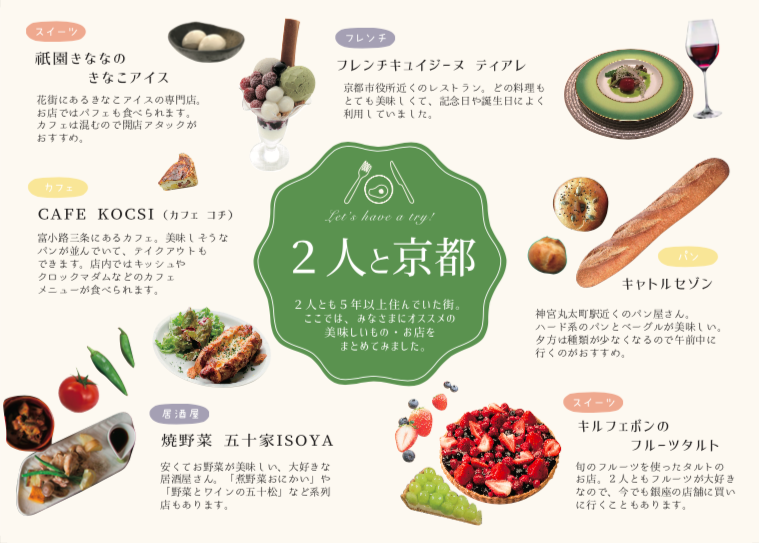 スイーツ
祇園きななの
きなこアイス
花街にあるきなこアイスの専門店。
お店ではパフェも食べられます。
カフェは混むので開店アタックが
おすすめ。
フレンチ
フレンチキュイジーヌ ティアレ
京都市役所近くのレストラン。どの料理も
とても美味しくて、記念日や誕生日によく
利用していました。
カフェ
CAFE KOCSI（カフェ コチ）
富小路三条にあるカフェ。美味しそうな
パンが並んでいて、テイクアウトも
できます。店内ではキッシュや
クロックマダムなどのカフェ
メニューが食べられます。
Let's have a try!
2人と京都
2人とも5年以上住んでいた街。
ここでは、みなさまにオススメの
美味しいもの・お店を
まとめてみました。
パン
キャトルセゾン
神宮丸太町駅近くのパン屋さん。
ハード系のパンとベーグルが美味しい。
夕方は種類が少なくなるので午前中に
行くのがおすすめ。
居酒屋
焼野菜 五十家ISOYA
安くてお野菜が美味しい、大好きな
居酒屋さん。「煮野菜おにかい」や
「野菜とワインの五十松」など系列
店もあります。
スイーツ
キルフェボンの
フルーツタルト
旬のフルーツを使ったタルトの
お店。2人ともフルーツが大好き
なので、今でも銀座の店舗に買い
に行くこともあります。